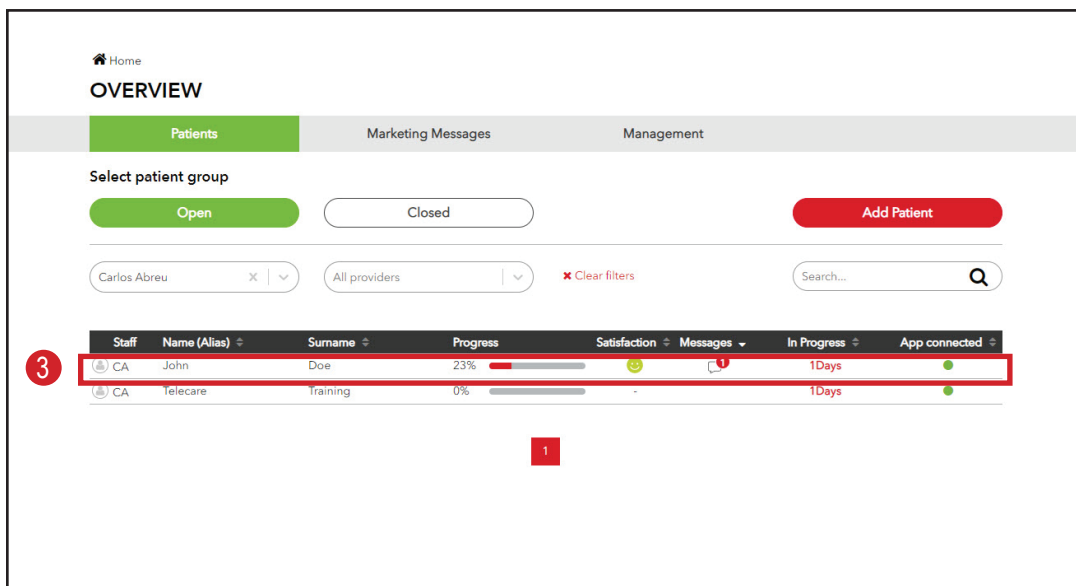 Home
OVERVIEW
Patients Marketing Messages Management
Select patient group
Open Closed Add Patient
Carlos Abreu All providers Clear filters Search...
Staff Name (Alias) Surname Progress Satisfaction Messages In Progress App connected
3 CA John Doe 23% 1 1Days
CA Telecare Training 0% - 1Days
1